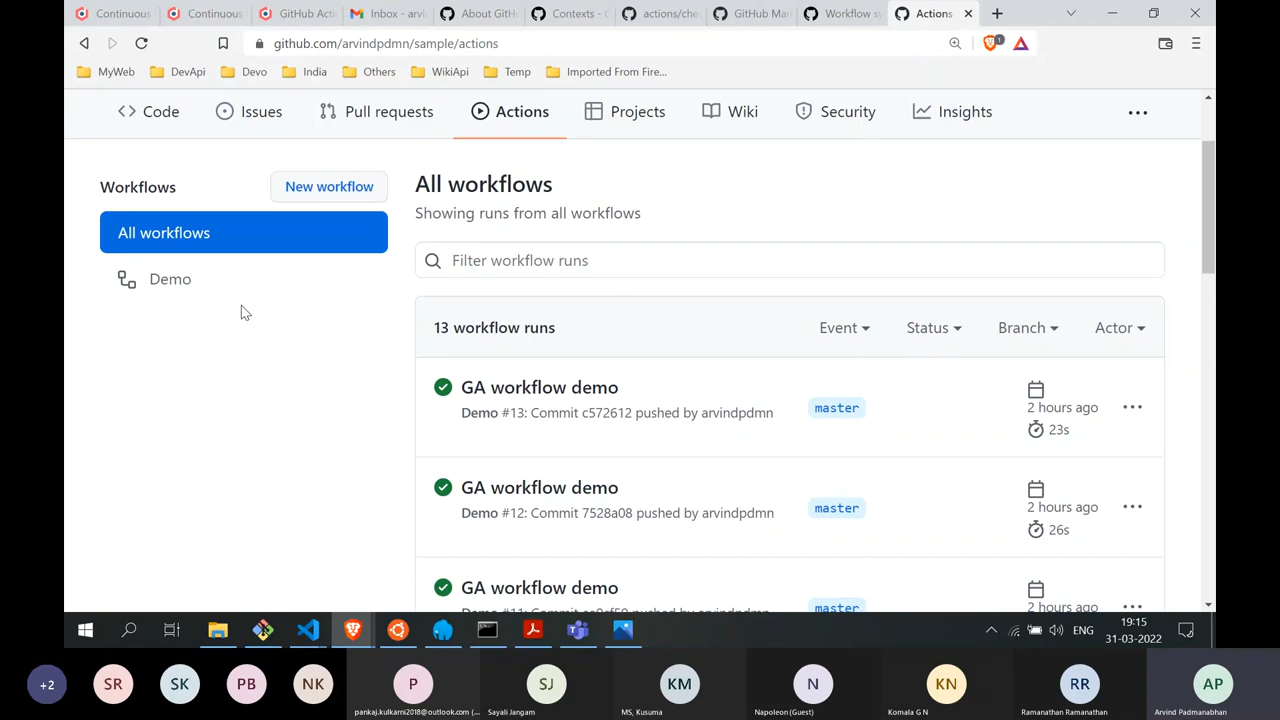 Continuous
Continuous
GitHub Acti
Inbox - arvi
About GitH
Contexts - G
actions/che
GitHub Mar
Workflow sy
Actions
github.com/arvindpdmn/sample/actions
1
MyWeb
DevApi
Devo
India
Others
WikiApi
Temp
Imported From Fire...
Code
Issues
Pull requests
Actions
Projects
Wiki
Security
Insights
Workflows
New workflow
All workflows
Demo
All workflows
Showing runs from all workflows
Filter workflow runs
13 workflow runs
Event
Status
Branch
Actor
GA workflow demo
Demo #13: Commit c572612 pushed by arvindpdmn
master
2 hours ago
23s
GA workflow demo
Demo #12: Commit 7528a08 pushed by arvindpdmn
master
2 hours ago
26s
GA workflow demo
master
2 hours ago
ENG
19:15
31-03-2022
+2
SR
SK
PB
NK
P
pankaj.kulkarni2018@outlook.com (...
SJ
Sayali Jangam
KM
MS, Kusuma
N
Napoleon (Guest)
KN
Komala G N
RR
Ramanathan Ramanathan
AP
Arvind Padmanabhan